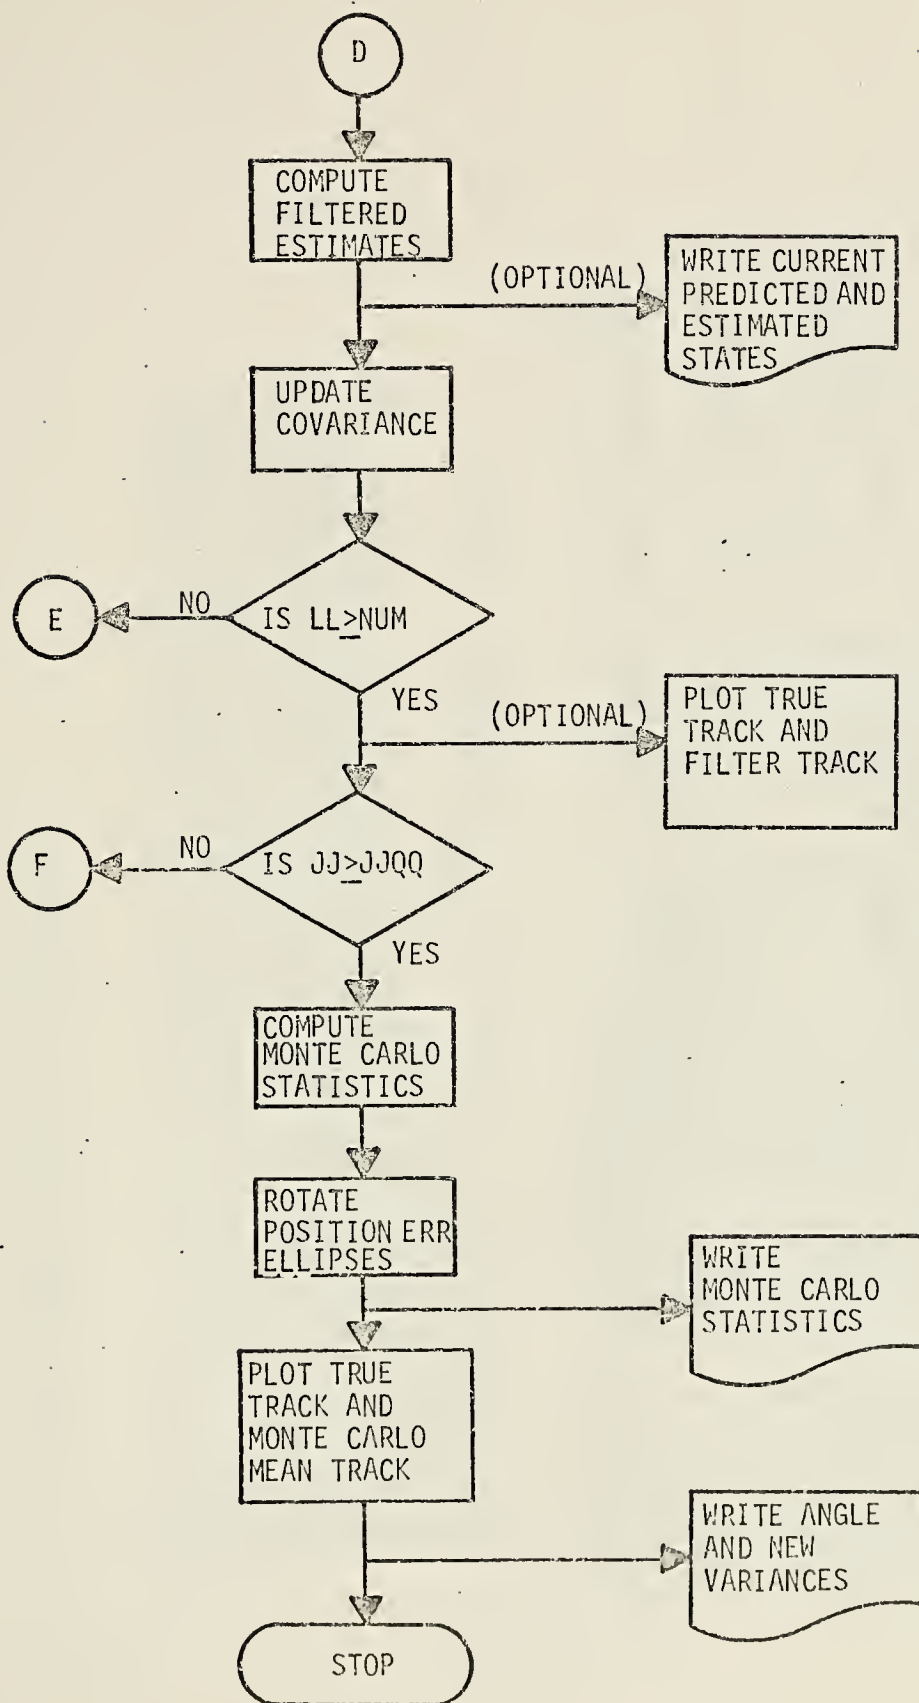 D
COMPUTE
FILTERED
ESTIMATES
(OPTIONAL)
WRITE CURRENT
PREDICTED AND
ESTIMATED
STATES
UPDATE
COVARIANCE
E
NO
IS LL≥NUM
YES
(OPTIONAL)
PLOT TRUE
TRACK AND
FILTER TRACK
F
NO
IS JJ≥JJQQ
YES
COMPUTE
MONTE CARLO
STATISTICS
ROTATE
POSITION ERR
ELLIPSES
WRITE
MONTE CARLO
STATISTICS
PLOT TRUE
TRACK AND
MONTE CARLO
MEAN TRACK
WRITE ANGLE
AND NEW
VARIANCES
STOP